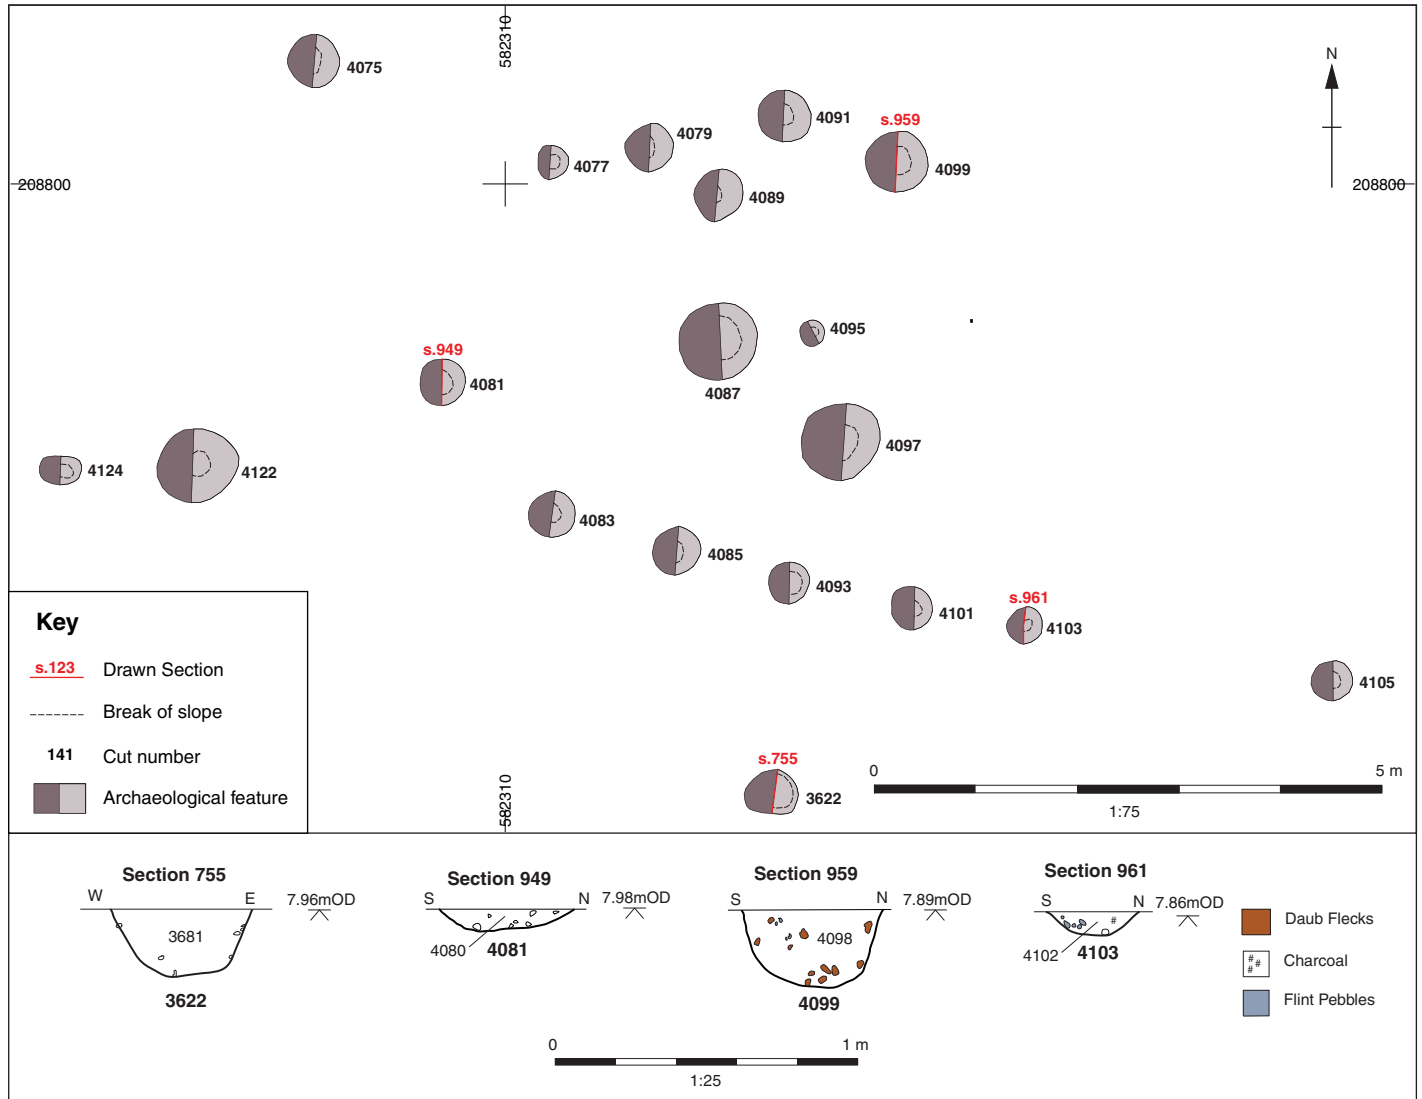 582310
N
4075
4091
s.959
4079
4077
4099
208800
208800
4089
4095
s.949
4081
4087
4097
4124
4122
4083
4085
4093
s.961
4101
4103
4105
s.755
3622
582310
0
5 m
1:75
Key
s.123
Drawn Section
Break of slope
141
Cut number
Archaeological feature
Section 755
W
E
7.96mOD
3681
3622
Section 949
S
N
7.98mOD
4080
4081
Section 959
S
N
7.89mOD
4098
4099
Section 961
S
N
7.86mOD
#
4102
4103
Daub Flecks
# # #
Charcoal
Flint Pebbles
0
1 m
1:25